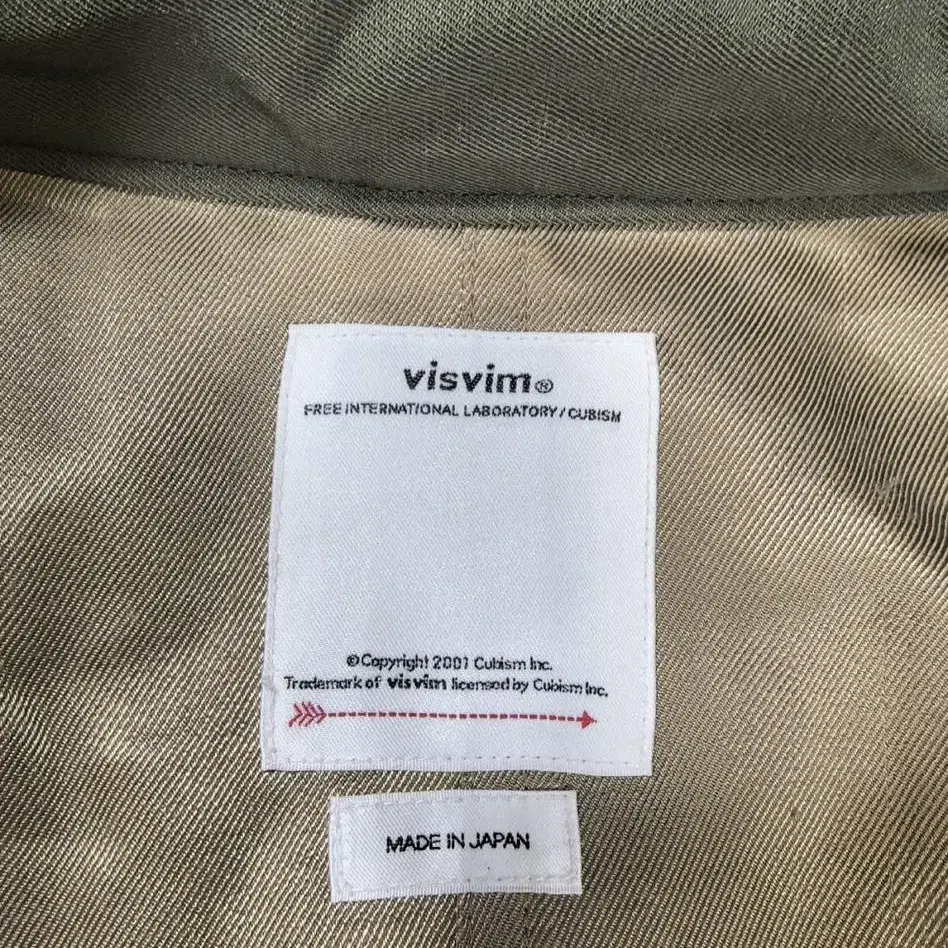 visvim®
FREE INTERNATIONAL LABORATORY / CUBISM
©Copyright 2001 Cubism Inc.
Trademark of visvim licensed by Cubism Inc.
MADE IN JAPAN